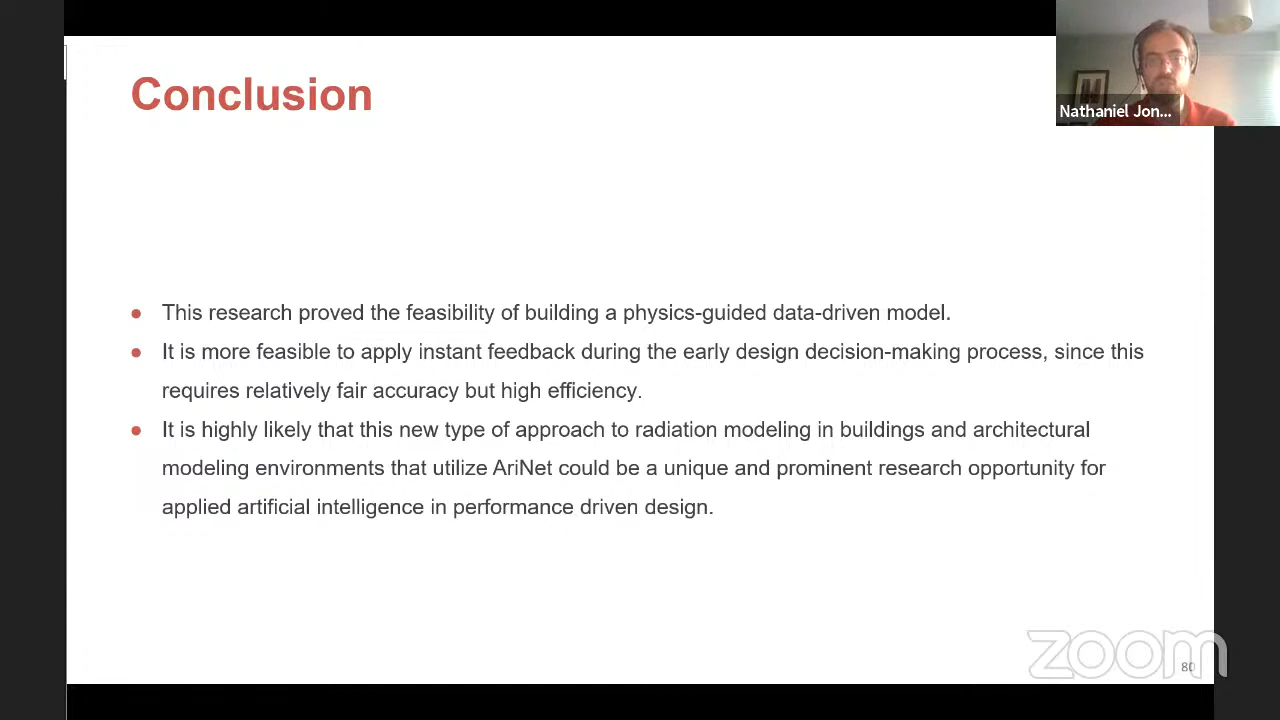 Conclusion
Nathaniel Jon...
● This research proved the feasibility of building a physics-guided data-driven model.
● It is more feasible to apply instant feedback during the early design decision-making process, since this
requires relatively fair accuracy but high efficiency.
● It is highly likely that this new type of approach to radiation modeling in buildings and architectural
modeling environments that utilize AriNet could be a unique and prominent research opportunity for
applied artificial intelligence in performance driven design.
zoom
80